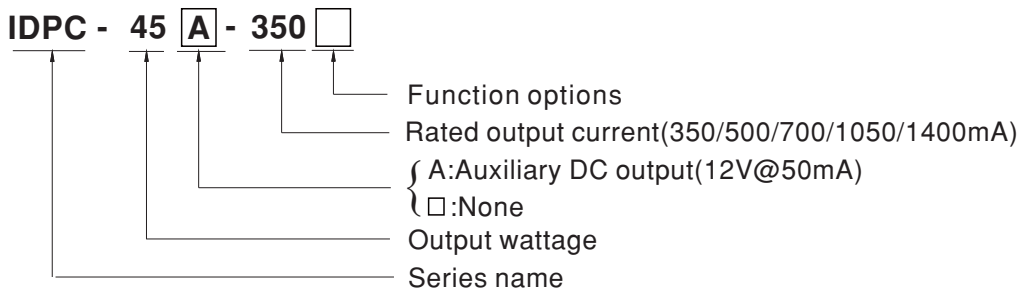 IDPC - 45 A - 350 □
Function options
Rated output current(350/500/700/1050/1400mA)
A:Auxiliary DC output(12V@50mA)
□:None
Output wattage
Series name